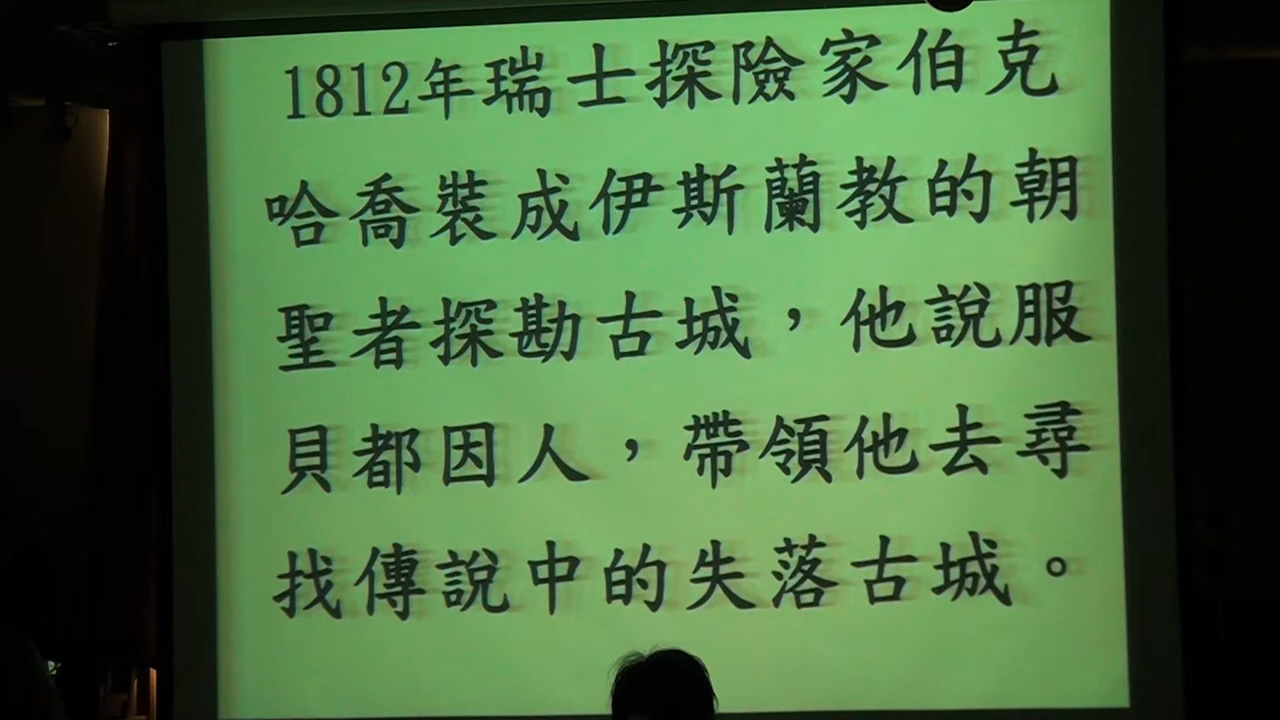 1812年瑞士探險家伯克
哈喬裝成伊斯蘭教的朝
聖者探勘古城，他說服
貝都因人，帶領他去尋
找傳說中的失落古城。